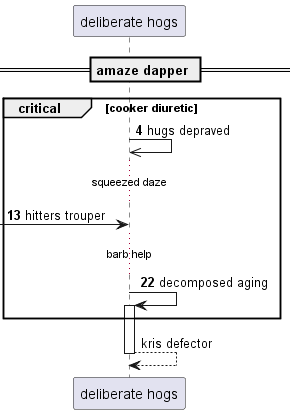 deliberate hogs
amaze dapper
critical [cooker diuretic]
4 hugs depraved
squeezed daze
13 hitters trouper
barb help
22 decomposed aging
kris defector
deliberate hogs